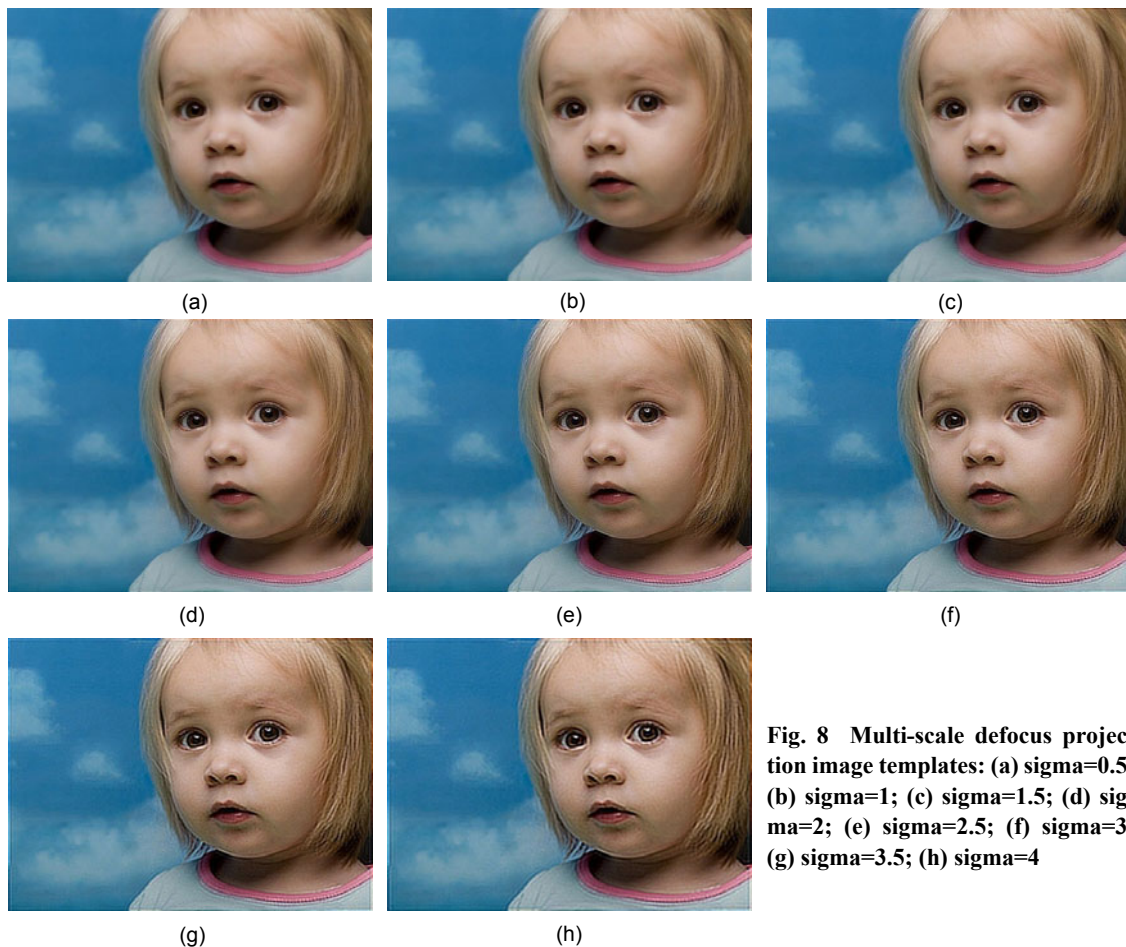 (a)
(b)
(c)
(d)
(e)
(f)
(g)
(h)
Fig. 8 Multi-scale defocus projec
tion image templates: (a) sigma=0.5
(b) sigma=1; (c) sigma=1.5; (d) sig
ma=2; (e) sigma=2.5; (f) sigma=3
(g) sigma=3.5; (h) sigma=4